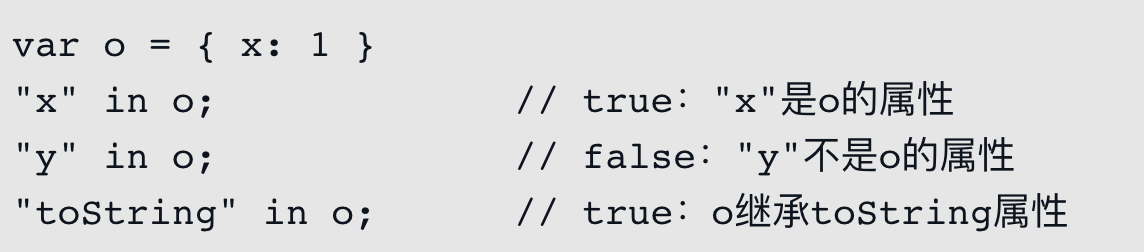 var o = { x: 1 }
"x" in o; // true: "x"是o的属性
"y" in o; // false: "y"不是o的属性
"toString" in o; // true: o继承toString属性